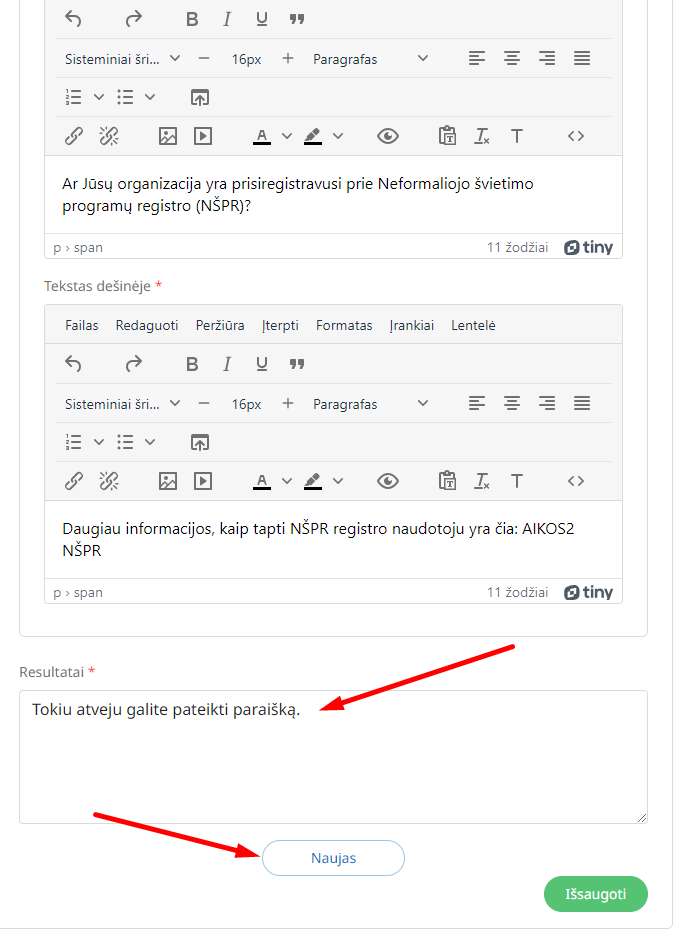 B I U
Sisteminiai šri... 16px Paragrafas
A T
Ar Jūsų organizacija yra prisiregistravusi prie Neformaliojo švietimo
programų registro (NŠPR)?
p › span 11 žodžiai tiny
Tekstas dešinėje *
Failas Redaguoti Peržiūra Įterpti Formatas Įrankiai Lentelė
B I U
Sisteminiai šri... 16px Paragrafas
A T
Daugiau informacijos, kaip tapti NŠPR registro naudotoju yra čia: AIKOS2
NŠPR
p › span 11 žodžiai tiny
Resultatai *
Tokiu atveju galite pateikti paraišką.
Naujas
Išsaugoti